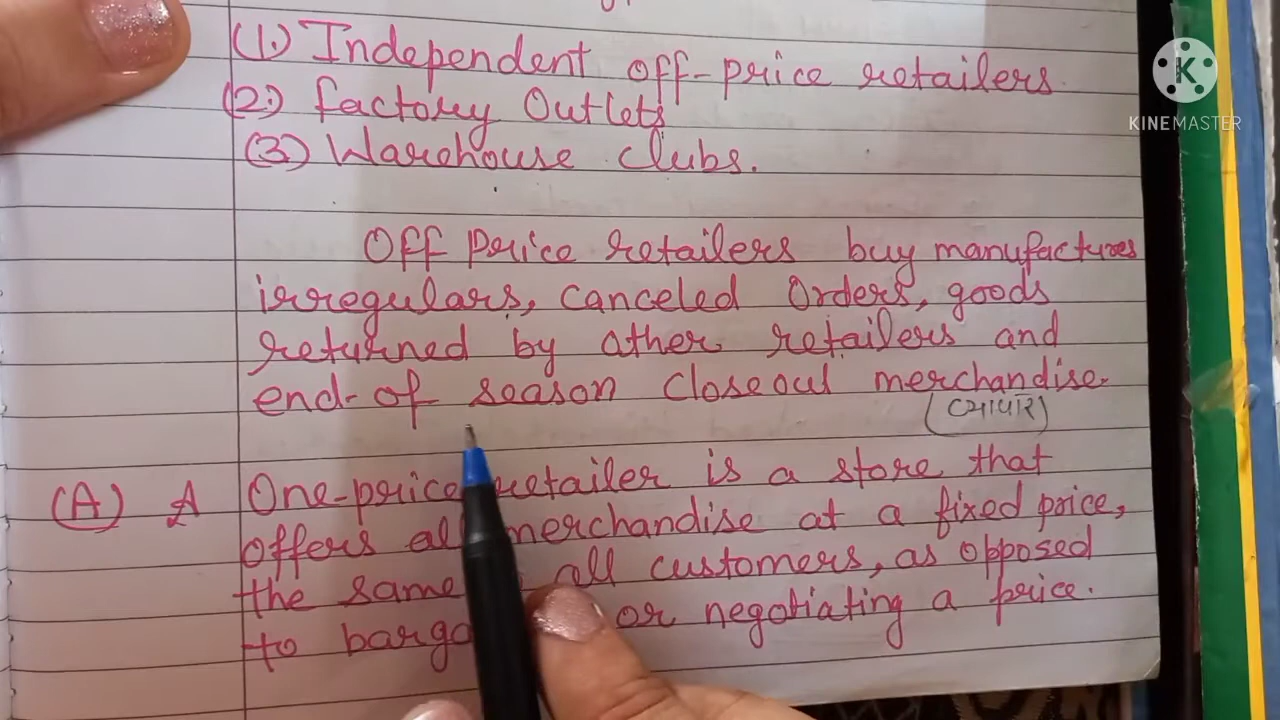 (1.) Independent off-price retailers.
(2.) factory Outlets
(3) Warehouse clubs.
Off price retailers buy manufactures
irregulars, canceled orders, goods
returned by other retailers and
end-of season closeout merchandise.
(व्यापार)
(A) A One-price retailer is a store that
offers all merchandise at a fixed price,
the same all customers, as opposed
to or negotiating a price.
K
KINEMASTER